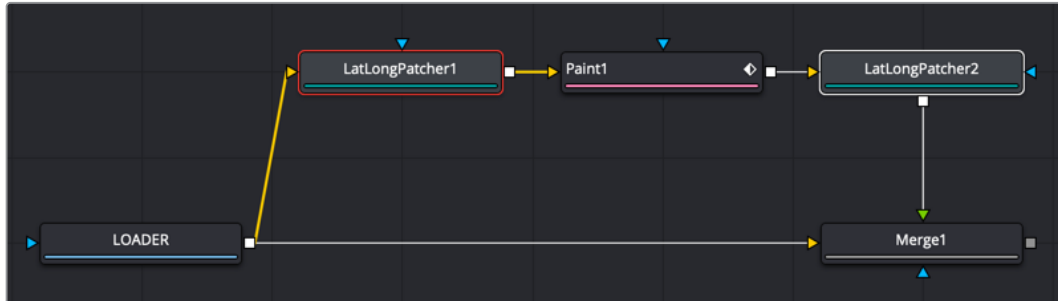 LatLongPatcher1
Paint1
LatLongPatcher2
LOADER
Merge1